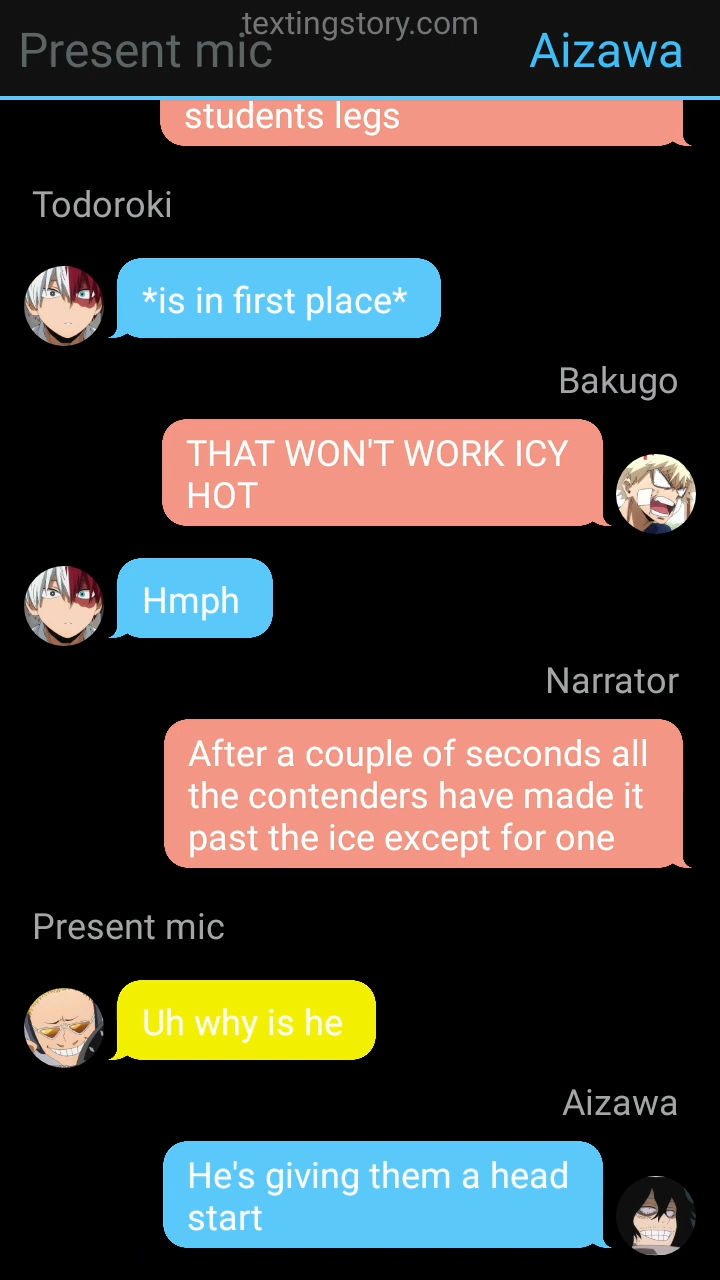 textingstory.com
Present mic
Aizawa
students legs
Todoroki
*is in first place*
Bakugo
THAT WON'T WORK ICY
HOT
Hmph
Narrator
After a couple of seconds all
the contenders have made it
past the ice except for one
Present mic
Uh why is he
Aizawa
He's giving them a head
start